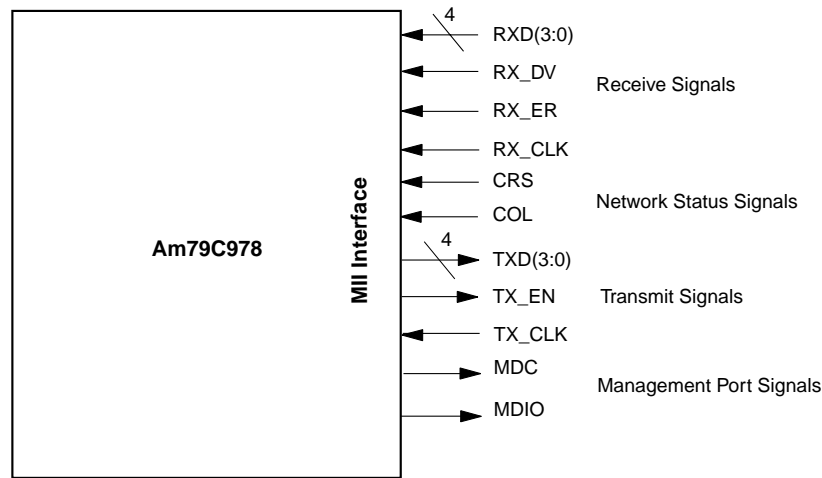 4
RXD(3:0)
RX_DV
Receive Signals
RX_ER
RX_CLK
CRS
Network Status Signals
COL
MII Interface
Am79C978
4
TXD(3:0)
TX_EN
Transmit Signals
TX_CLK
MDC
Management Port Signals
MDIO